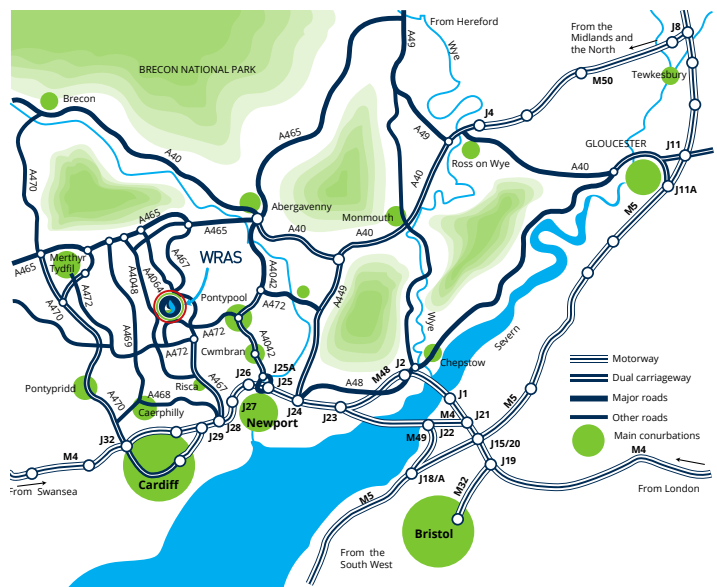 From Hereford
From the
Midlands and
the North
J8
BRECON NATIONAL PARK
A49
Wye
Tewkesbury
M50
Brecon
J4
A465
A49
GLOUCESTER
J11
A40
Ross on Wye
A40
A470
A40
J11A
Abergavenny
Monmouth
M5
A465
A465
A40
A40
A467
WRAS
Merthyr
Tydfil
A465
A4064
A4048
A4042
A472
Pontypool
A472
A449
A470
Wye
Severn
A469
A472
A4042
Cwmbran
A472
Chepstow
Motorway
J2
M48
J25A
J26
J25
Dual carriageway
Pontypridd
A467
Risca
A48
J1
M5
Major roads
A468
A470
Caerphilly
J27
J24
J23
M4
J21
Other roads
Newport
J28
J29
M49
J22
Main conurbations
J32
J15/20
M4
M4
J19
Cardiff
J18/A
M32
From Swansea
M5
From London
Bristol
From the
South West